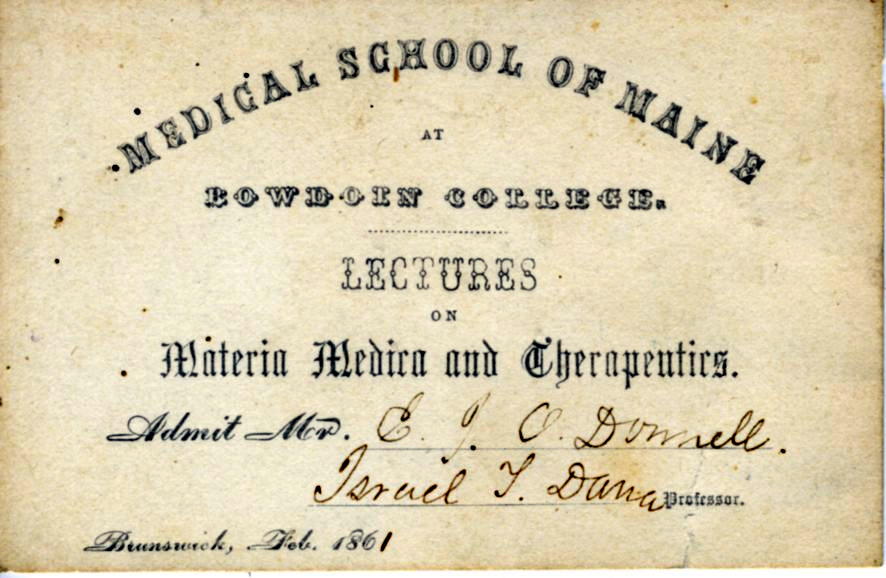 MEDICAL SCHOOL OF MAINE
AT
BOWDOIN COLLEGE.
LECTURES
ON
Materia Medica and Therapeutics.
Admit Mr. E. J. O. Donnell.
Israel T. Dana Professor.
Brunswick, Feb. 1861